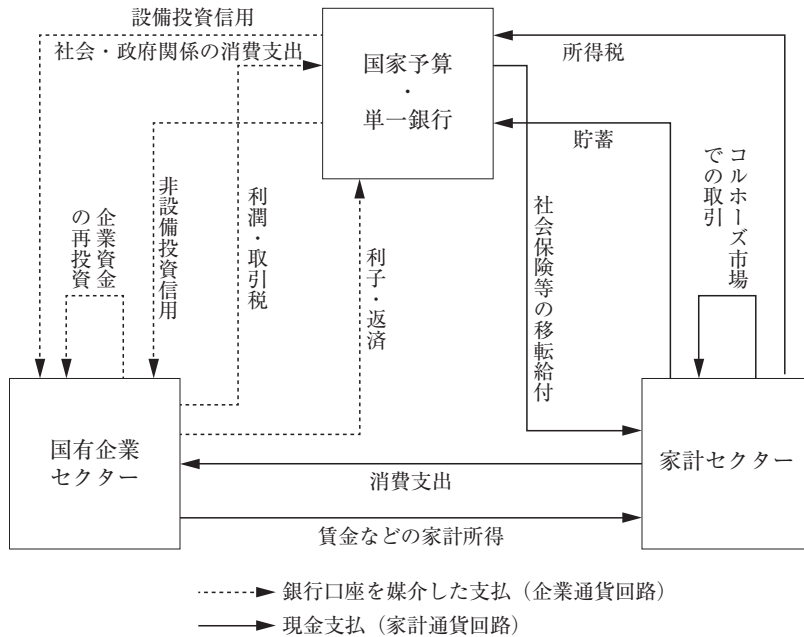 設備投資信用
社会・政府関係の消費支出
国家予算
・
単一銀行
所得税
貯蓄
コルホーズ市場
での取引
企業資金
の再投資
非設備投資信用
利潤・取引税
利子・返済
社会保険等の移転給付
国有企業
セクター
家計セクター
消費支出
賃金などの家計所得
銀行口座を媒介した支払（企業通貨回路）
現金支払（家計通貨回路）